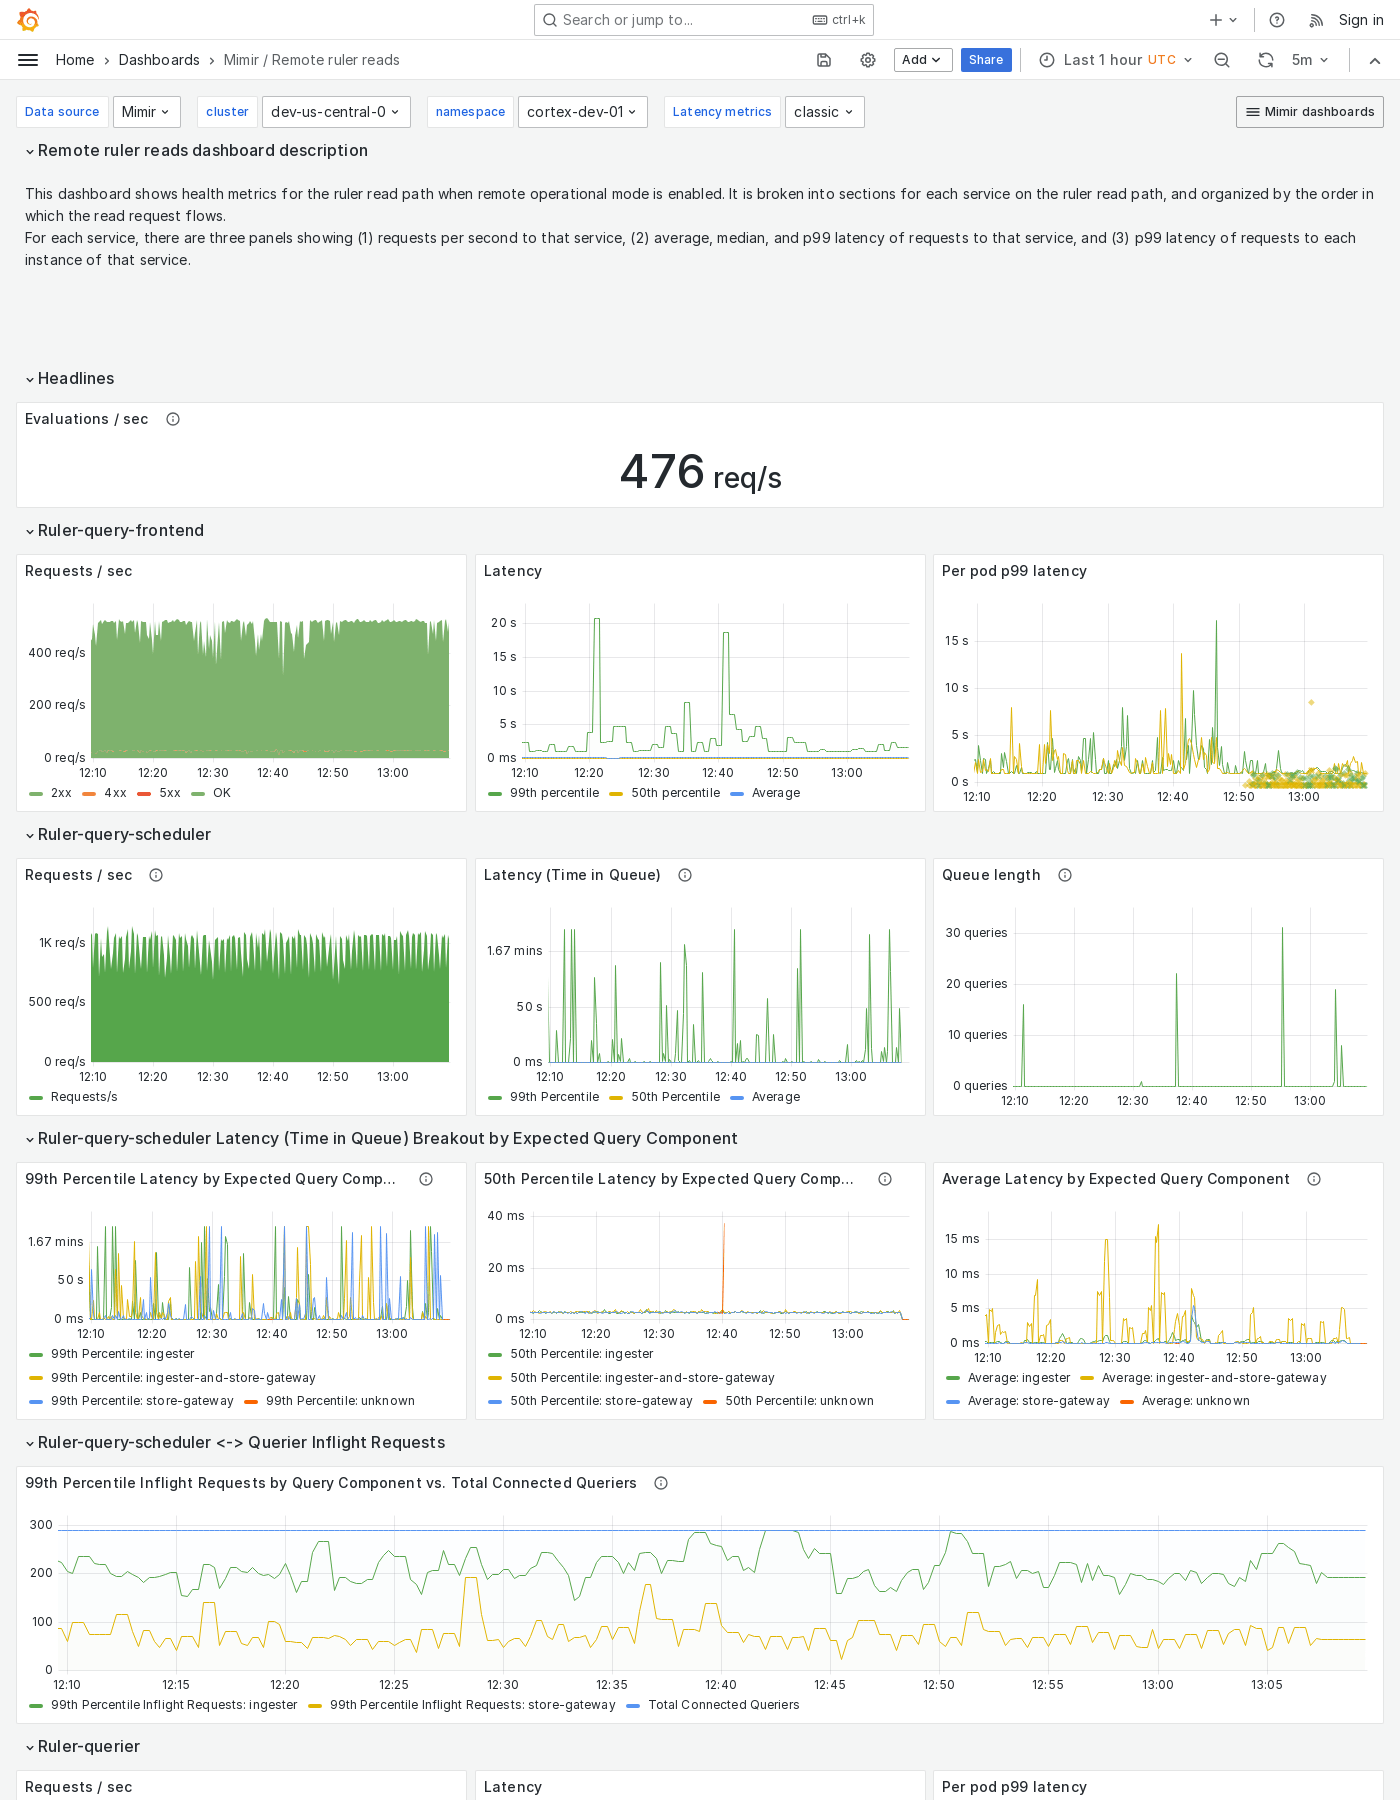 Search or jump to...
ctrl+k
Sign in
Home
Dashboards
Mimir / Remote ruler reads
Add
Share
Last 1 hour UTC
5m
Data source
Mimir
cluster
dev-us-central-0
namespace
cortex-dev-01
Latency metrics
classic
Mimir dashboards
Remote ruler reads dashboard description
This dashboard shows health metrics for the ruler read path when remote operational mode is enabled. It is broken into sections for each service on the ruler read path, and organized by the order in
which the read request flows.
For each service, there are three panels showing (1) requests per second to that service, (2) average, median, and p99 latency of requests to that service, and (3) p99 latency of requests to each
instance of that service.
Headlines
Evaluations / sec
476 req/s
Ruler-query-frontend
Requests / sec
400 req/s
200 req/s
0 req/s
12:10 12:20 12:30 12:40 12:50 13:00
2xx 4xx 5xx OK
Latency
20 s
15 s
10 s
5 s
0 ms
12:10 12:20 12:30 12:40 12:50 13:00
99th percentile 50th percentile Average
Per pod p99 latency
15 s
10 s
5 s
0 s
12:10 12:20 12:30 12:40 12:50 13:00
Ruler-query-scheduler
Requests / sec
1K req/s
500 req/s
0 req/s
12:10 12:20 12:30 12:40 12:50 13:00
Requests/s
Latency (Time in Queue)
1.67 mins
50 s
0 ms
12:10 12:20 12:30 12:40 12:50 13:00
99th Percentile 50th Percentile Average
Queue length
30 queries
20 queries
10 queries
0 queries
12:10 12:20 12:30 12:40 12:50 13:00
Ruler-query-scheduler Latency (Time in Queue) Breakout by Expected Query Component
99th Percentile Latency by Expected Query Comp...
1.67 mins
50 s
0 ms
12:10 12:20 12:30 12:40 12:50 13:00
99th Percentile: ingester
99th Percentile: ingester-and-store-gateway
99th Percentile: store-gateway 99th Percentile: unknown
50th Percentile Latency by Expected Query Comp...
40 ms
20 ms
0 ms
12:10 12:20 12:30 12:40 12:50 13:00
50th Percentile: ingester
50th Percentile: ingester-and-store-gateway
50th Percentile: store-gateway 50th Percentile: unknown
Average Latency by Expected Query Component
15 ms
10 ms
5 ms
0 ms
12:10 12:20 12:30 12:40 12:50 13:00
Average: ingester Average: ingester-and-store-gateway
Average: store-gateway Average: unknown
Ruler-query-scheduler <-> Querier Inflight Requests
99th Percentile Inflight Requests by Query Component vs. Total Connected Queriers
300
200
100
0
12:10 12:15 12:20 12:25 12:30 12:35 12:40 12:45 12:50 12:55 13:00 13:05
99th Percentile Inflight Requests: ingester 99th Percentile Inflight Requests: store-gateway Total Connected Queriers
Ruler-querier
Requests / sec
Latency
Per pod p99 latency